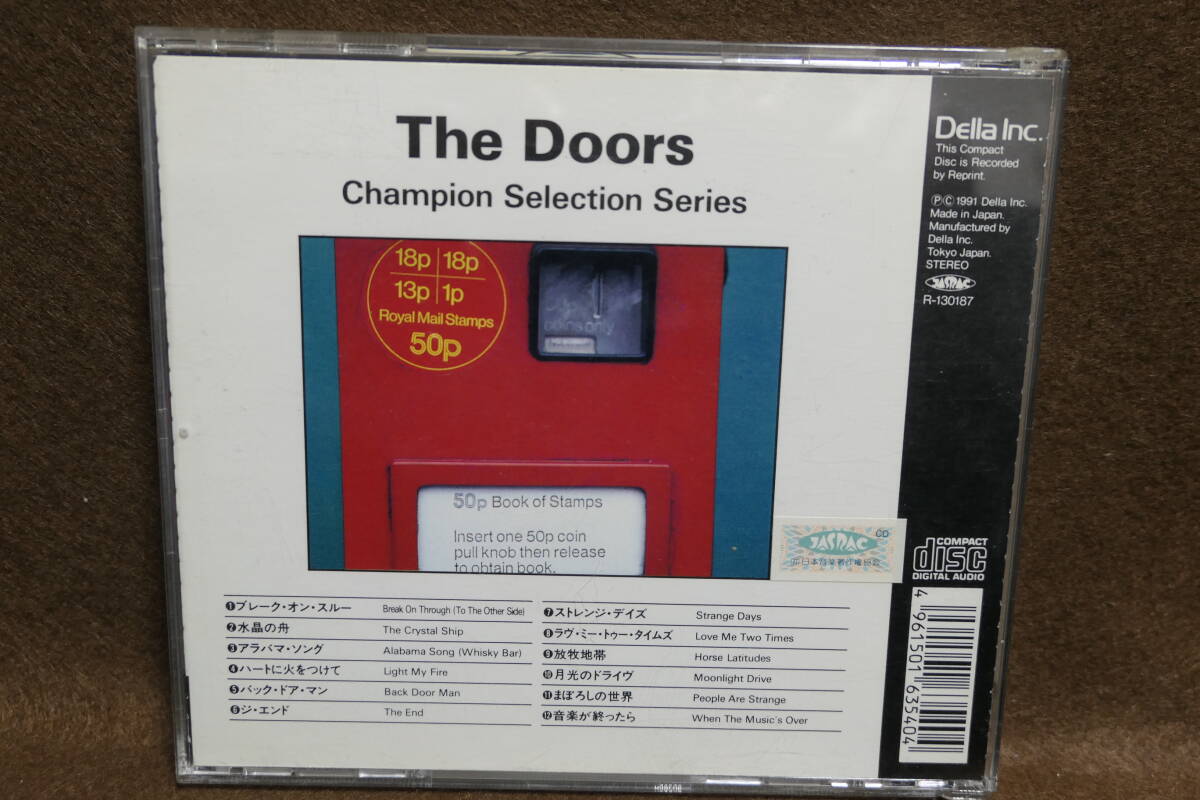 The Doors
Champion Selection Series
18p 18p
13p 1p
Royal Mail Stamps
50p
coins only
50p Book of Stamps
Insert one 50p coin
pull knob then release
to obtain book.
❶ブレーク・オン・スルー Break On Through (To The Other Side)
❷水晶の舟 The Crystal Ship
❸アラバマ・ソング Alabama Song (Whisky Bar)
❹ハートに火をつけて Light My Fire
❺バック・ドア・マン Back Door Man
❻ジ・エンド The End
❼ストレンジ・デイズ Strange Days
❽ラヴ・ミー・トゥー・タイムズ Love Me Two Times
❾放牧地帯 Horse Latitudes
❿月光のドライヴ Moonlight Drive
⓫まぼろしの世界 People Are Strange
⓬音楽が終ったら When The Music's Over
Della Inc.
This Compact
Disc is Recorded
by Reprint.
ⓅⒸ1991 Della Inc.
Made in Japan.
Manufactured by
Della Inc.
Tokyo Japan.
STEREO
JASRAC
R-130187
JASRAC CD
日本音楽著作権協会
COMPACT
disc
DIGITAL AUDIO
4 961501 635404